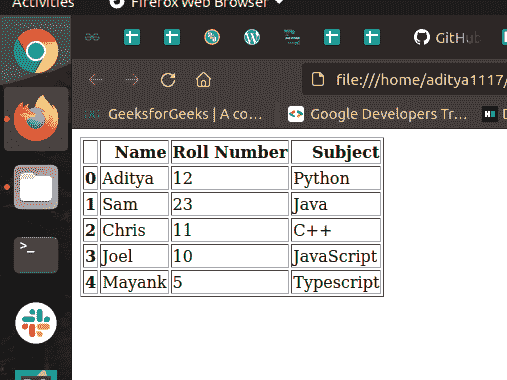 Activities Firefox Web Browser
GitHub
file:///home/aditya1117/
GeeksforGeeks | A co… Google Developers Tr… H
Name Roll Number Subject
0 Aditya 12 Python
1 Sam 23 Java
2 Chris 11 C++
3 Joel 10 JavaScript
4 Mayank 5 Typescript